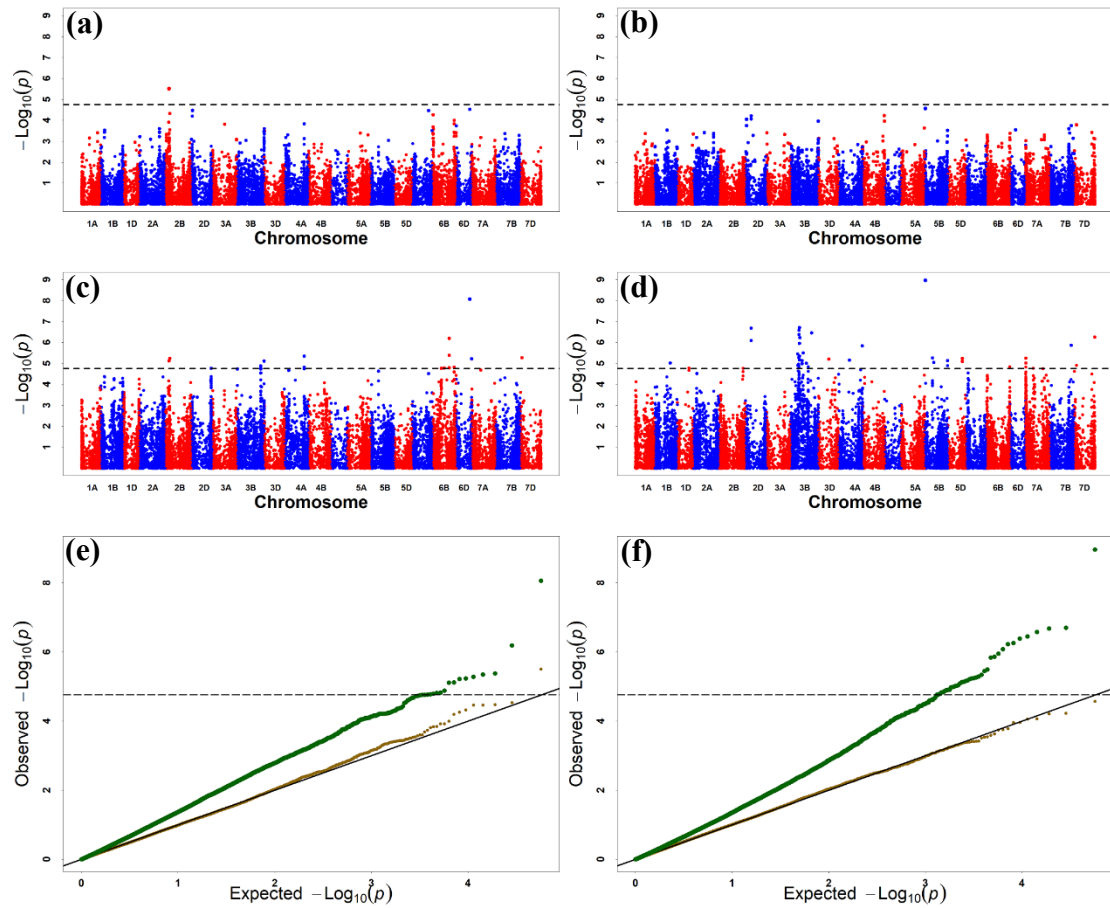 (a) (b)
9 8 7 6 5 4 3 2 1
−Log10(p)
1A 1B 1D 2A 2B 2D 3A 3B 3D 4A 4B 5A 5B 5D 6B 6D 7A 7B 7D
Chromosome
9 8 7 6 5 4 3 2 1
−Log10(p)
1A 1B 1D 2A 2B 2D 3A 3B 3D 4A 4B 5A 5B 5D 6B 6D 7A 7B 7D
Chromosome
(c) (d)
9 8 7 6 5 4 3 2 1
−Log10(p)
1A 1B 1D 2A 2B 2D 3A 3B 3D 4A 4B 5A 5B 5D 6B 6D 7A 7B 7D
Chromosome
9 8 7 6 5 4 3 2 1
−Log10(p)
1A 1B 1D 2A 2B 2D 3A 3B 3D 4A 4B 5A 5B 5D 6B 6D 7A 7B 7D
Chromosome
(e) (f)
8 6 4 2 0
Observed −Log10(p)
0 1 2 3 4
Expected −Log10(p)
8 6 4 2 0
Observed −Log10(p)
0 1 2 3 4
Expected −Log10(p)